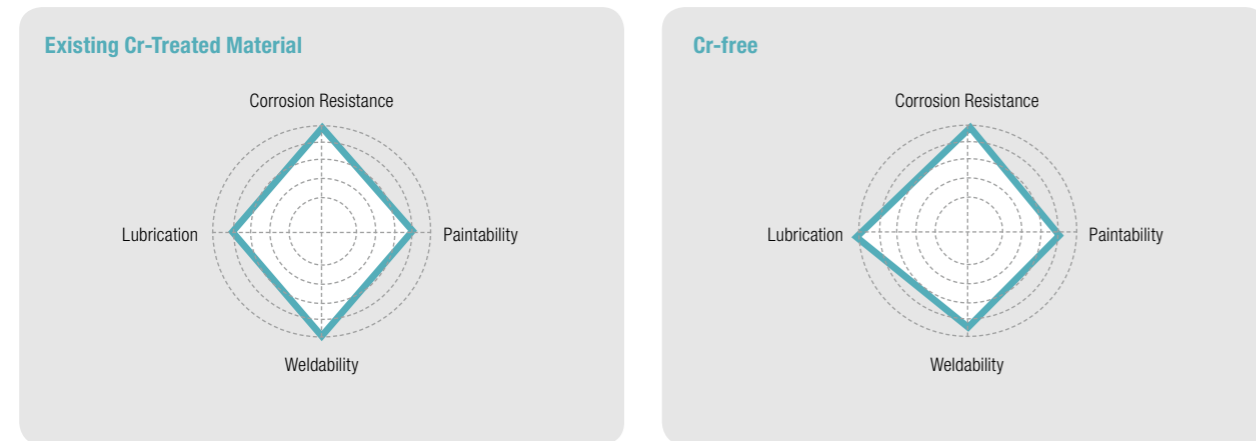 Existing Cr-Treated Material
Corrosion Resistance
Lubrication
Paintability
Weldability
Cr-free
Corrosion Resistance
Lubrication
Paintability
Weldability